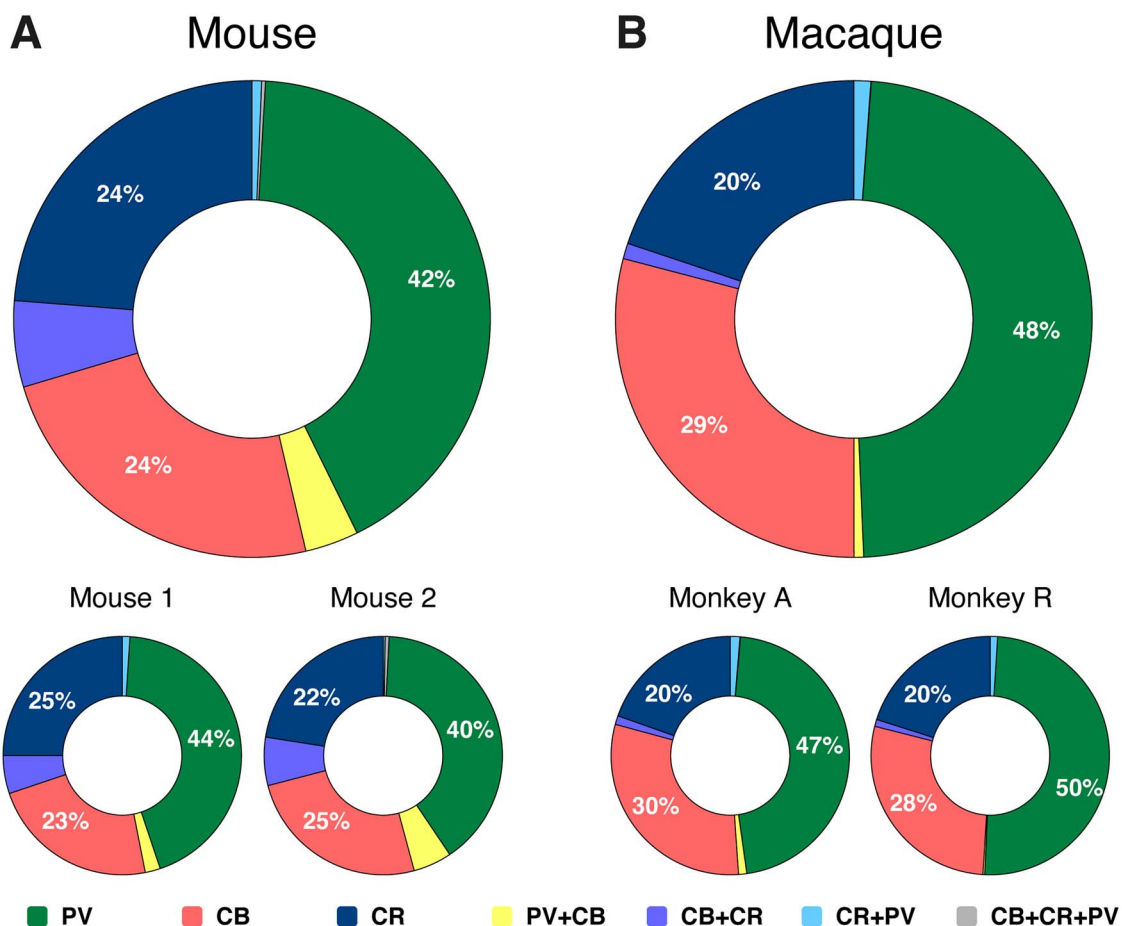 A Mouse
B Macaque
24%
42%
24%
20%
48%
29%
Mouse 1
Mouse 2
Monkey A
Monkey R
25%
44%
23%
22%
40%
25%
20%
47%
30%
20%
50%
28%
PV CB CR PV+CB CB+CR CR+PV CB+CR+PV